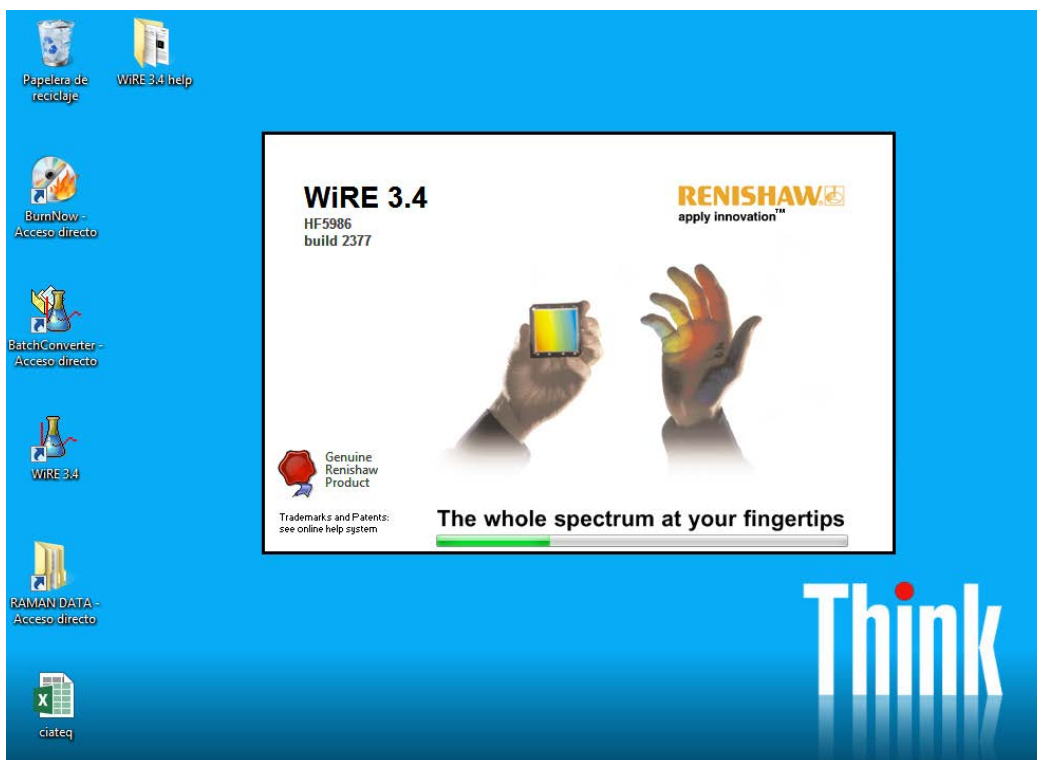 Papelera de
reciclaje
WiRE 3.4 help
BurnNow -
Acceso directo
BatchConverter -
Acceso directo
WiRE 3.4
RAMAN DATA -
Acceso directo
ciateq
WiRE 3.4
HF5986
build 2377
RENISHAW.
apply innovation™
Genuine
Renishaw
Product
Trademarks and Patents:
see online help system
The whole spectrum at your fingertips
Think